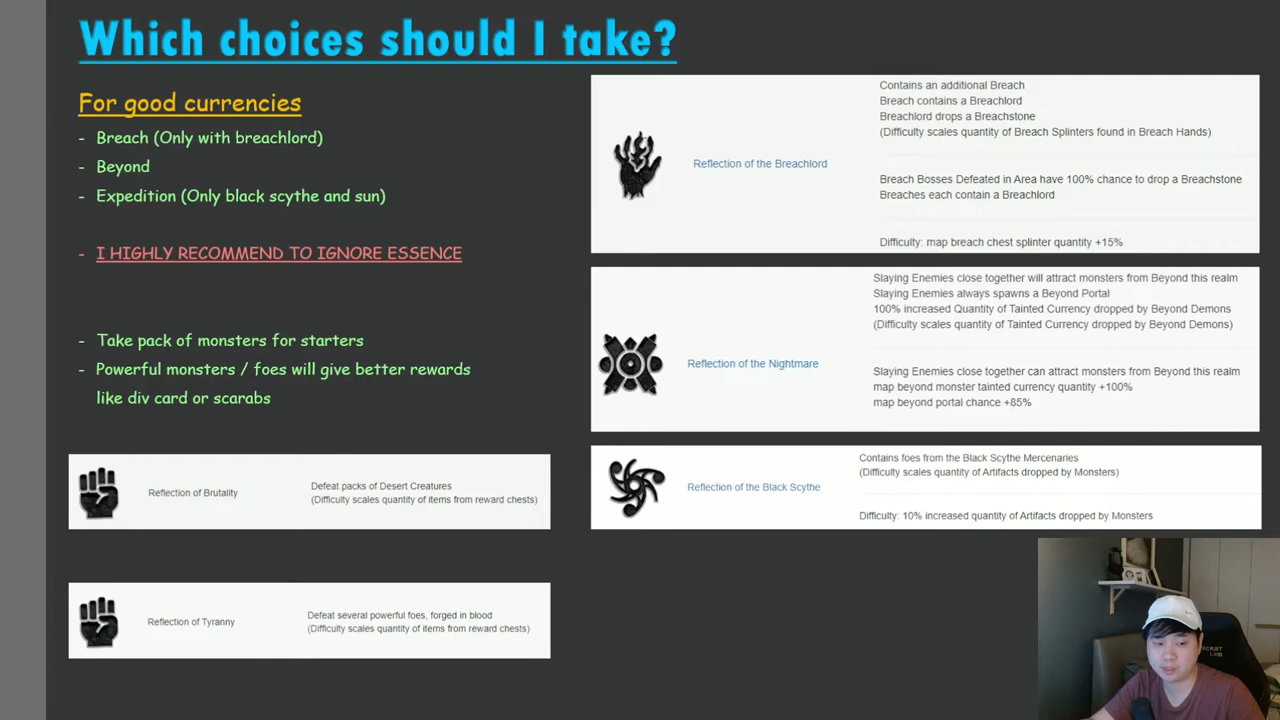 Which choices should I take?
For good currencies
- Breach (Only with breachlord)
- Beyond
- Expedition (Only black scythe and sun)
- I HIGHLY RECOMMEND TO IGNORE ESSENCE
- Take pack of monsters for starters
- Powerful monsters / foes will give better rewards
like div card or scarabs
Reflection of Brutality
Defeat packs of Desert Creatures
(Difficulty scales quantity of items from reward chests)
Reflection of Tyranny
Defeat several powerful foes, forged in blood
(Difficulty scales quantity of items from reward chests)
Reflection of the Breachlord
Contains an additional Breach
Breach contains a Breachlord
Breachlord drops a Breachstone
(Difficulty scales quantity of Breach Splinters found in Breach Hands)
Breach Bosses Defeated in Area have 100% chance to drop a Breachstone
Breaches each contain a Breachlord
Difficulty: map breach chest splinter quantity +15%
Reflection of the Nightmare
Slaying Enemies close together will attract monsters from Beyond this realm
Slaying Enemies always spawns a Beyond Portal
100% increased Quantity of Tainted Currency dropped by Beyond Demons
(Difficulty scales quantity of Tainted Currency dropped by Beyond Demons)
Slaying Enemies close together can attract monsters from Beyond this realm
map beyond monster tainted currency quantity +100%
map beyond portal chance +85%
Reflection of the Black Scythe
Contains foes from the Black Scythe Mercenaries
(Difficulty scales quantity of Artifacts dropped by Monsters)
Difficulty: 10% increased quantity of Artifacts dropped by Monsters